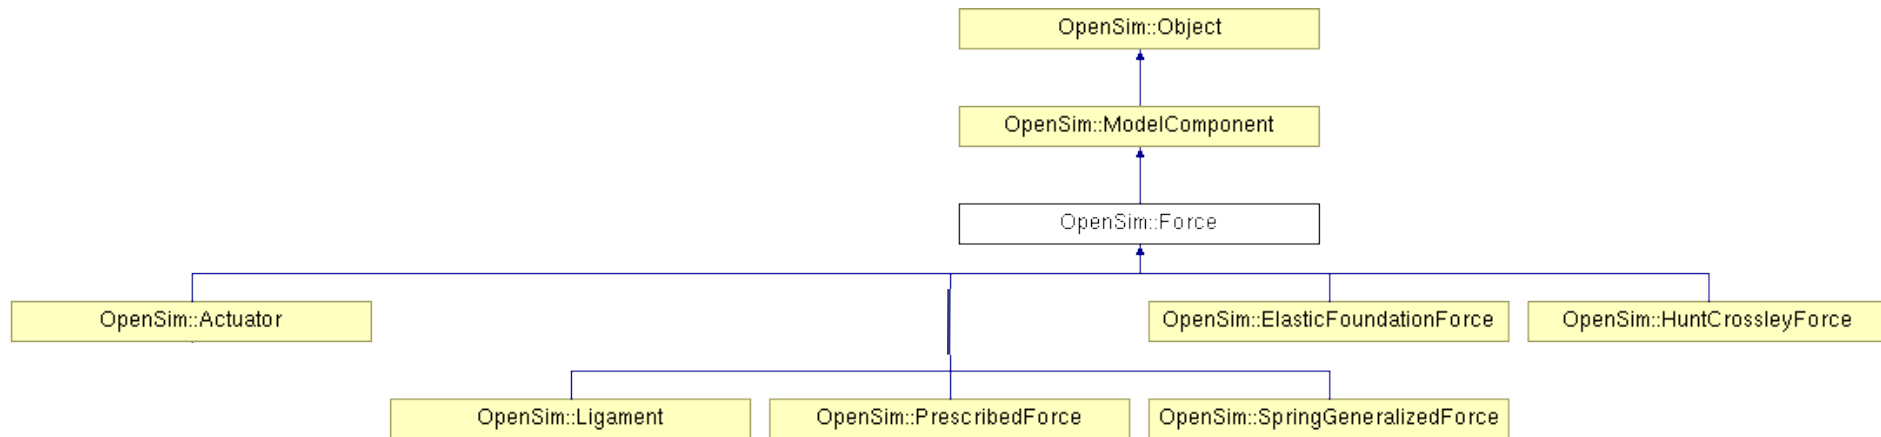 OpenSim::Object
OpenSim::ModelComponent
OpenSim::Force
OpenSim::Actuator
OpenSim::ElasticFoundationForce
OpenSim::HuntCrossleyForce
OpenSim::Ligament
OpenSim::PrescribedForce
OpenSim::SpringGeneralizedForce